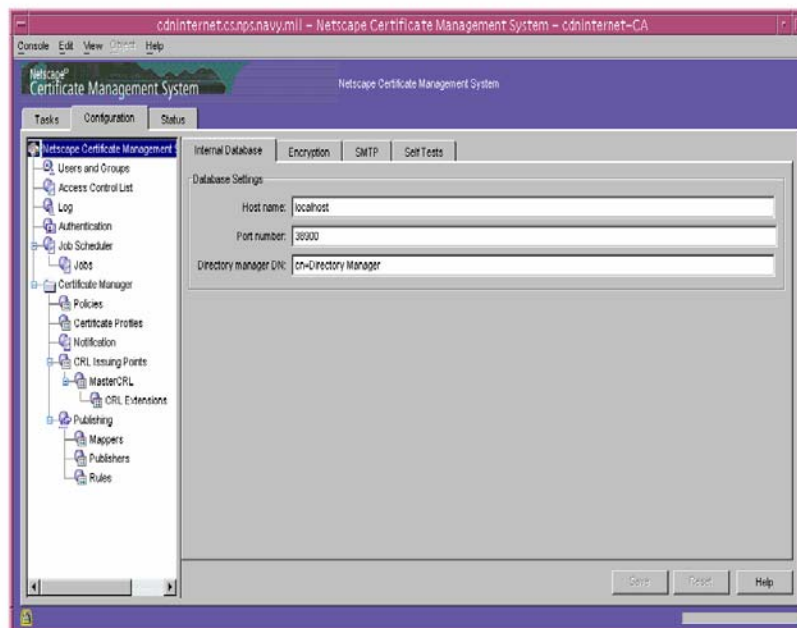 cdninternet.cs.nps.navy.mil – Netscape Certificate Management System – cdninternet-CA
Console Edit View Object Help
Netscape®
Certificate Management System
Netscape Certificate Management System
Tasks Configuration Status
Netscape Certificate Management S
Users and Groups
Access Control List
Log
Authentication
Job Scheduler
Jobs
Certificate Manager
Policies
Certificate Profiles
Notification
CRL Issuing Points
MasterCRL
CRL Extensions
Publishing
Mappers
Publishers
Rules
Internal Database Encryption SMTP Self Tests
Database Settings
Host name: localhost
Port number: 38900
Directory manager DN: cn=Directory Manager
Save Reset Help